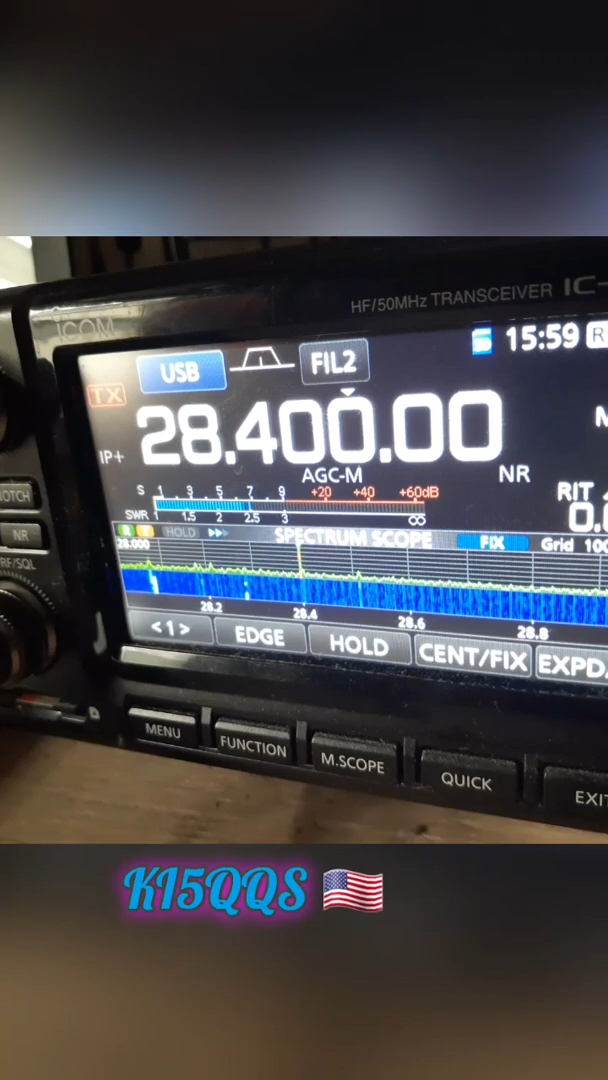 ICOM
HF/50MHz TRANSCEIVER IC-
USB FIL2 15:59 R
TX
28.400.00
IP+
AGC-M NR
S 1 3 5 7 9 +20 +40 +60dB
RIT
SWR 1 1.5 2 2.5 3 ∞
0.
HOLD SPECTRUM SCOPE FIX Grid 100
28.000
28.2 28.4 28.6 28.8
<1> EDGE HOLD CENT/FIX EXPD/
NOTCH
NR
RF/SQL
MENU FUNCTION M.SCOPE QUICK EXIT
KI5QQS 🇺🇸